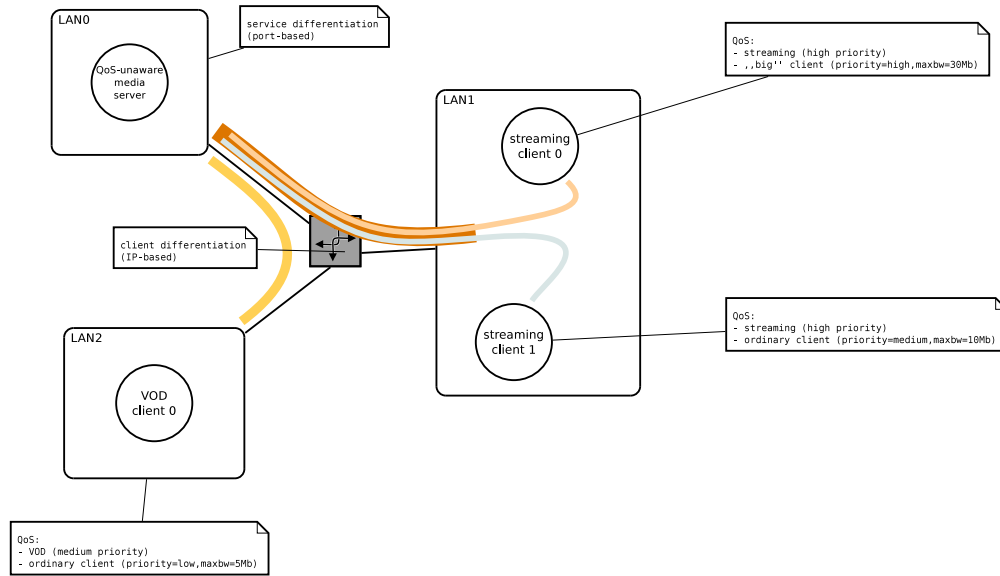 LAN0
QoS-unaware
media
server
service differentiation
(port-based)
QoS:
- streaming (high priority)
- ,,big'' client (priority=high,maxbw=30Mb)
LAN1
streaming
client 0
client differentiation
(IP-based)
streaming
client 1
QoS:
- streaming (high priority)
- ordinary client (priority=medium,maxbw=10Mb)
LAN2
VOD
client 0
QoS:
- VOD (medium priority)
- ordinary client (priority=low,maxbw=5Mb)